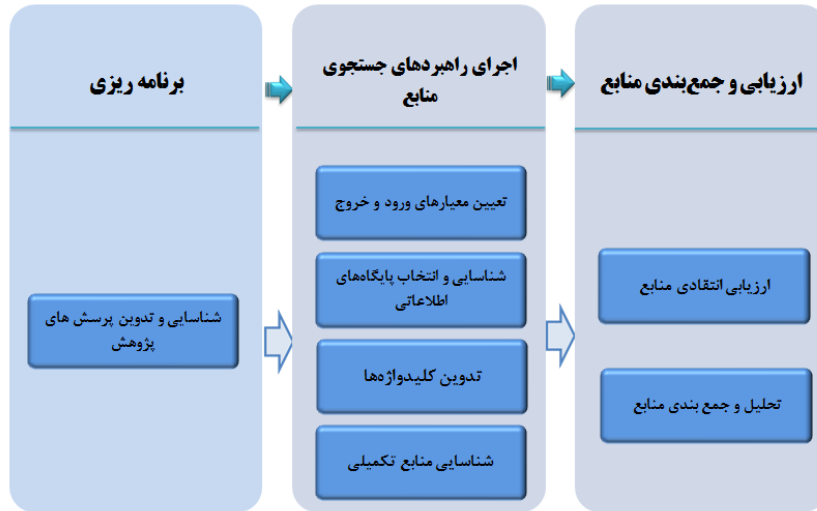 برنامه ریزی
شناسایی و تدوین پرسش های
پژوهش
اجرای راهبردهای جستجوی
منابع
تعیین معیارهای ورود و خروج
شناسایی و انتخاب پایگاه‌های
اطلاعاتی
تدوین کلیدواژه‌ها
شناسایی منابع تکمیلی
ارزیابی و جمع‌بندی منابع
ارزیابی انتقادی منابع
تحلیل و جمع بندی منابع